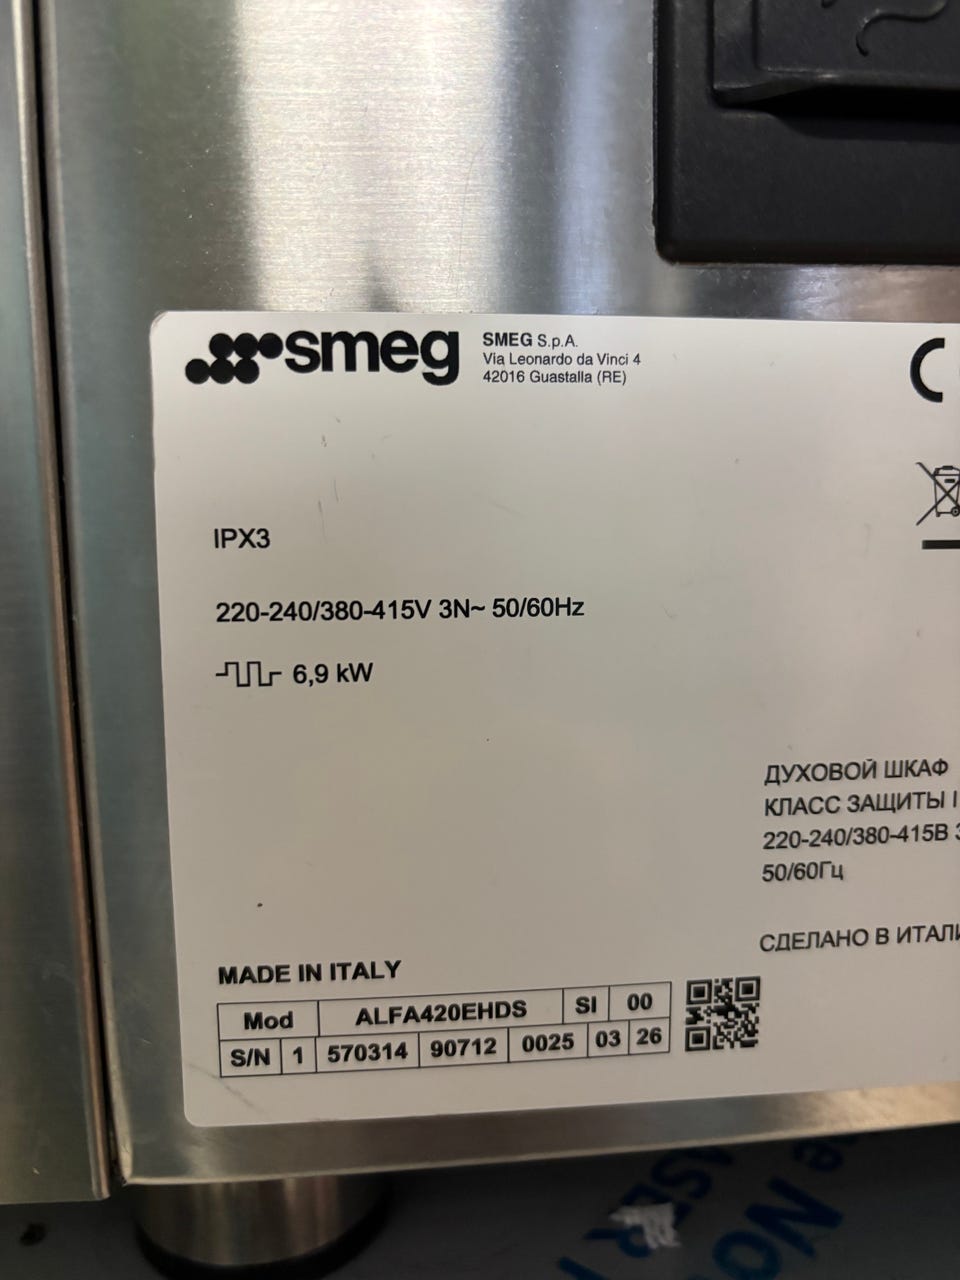 smeg
SMEG S.p.A.
Via Leonardo da Vinci 4
42016 Guastalla (RE)
IPX3
220-240/380-415V 3N~ 50/60Hz
6,9 kW
ДУХОВОЙ ШКАФ
КЛАСС ЗАЩИТЫ I
220-240/380-415В
50/60Гц
СДЕЛАНО В
MADE IN ITALY
Mod ALFA420EHDS SI 00
S/N 1 570314 90712 0025 03 26